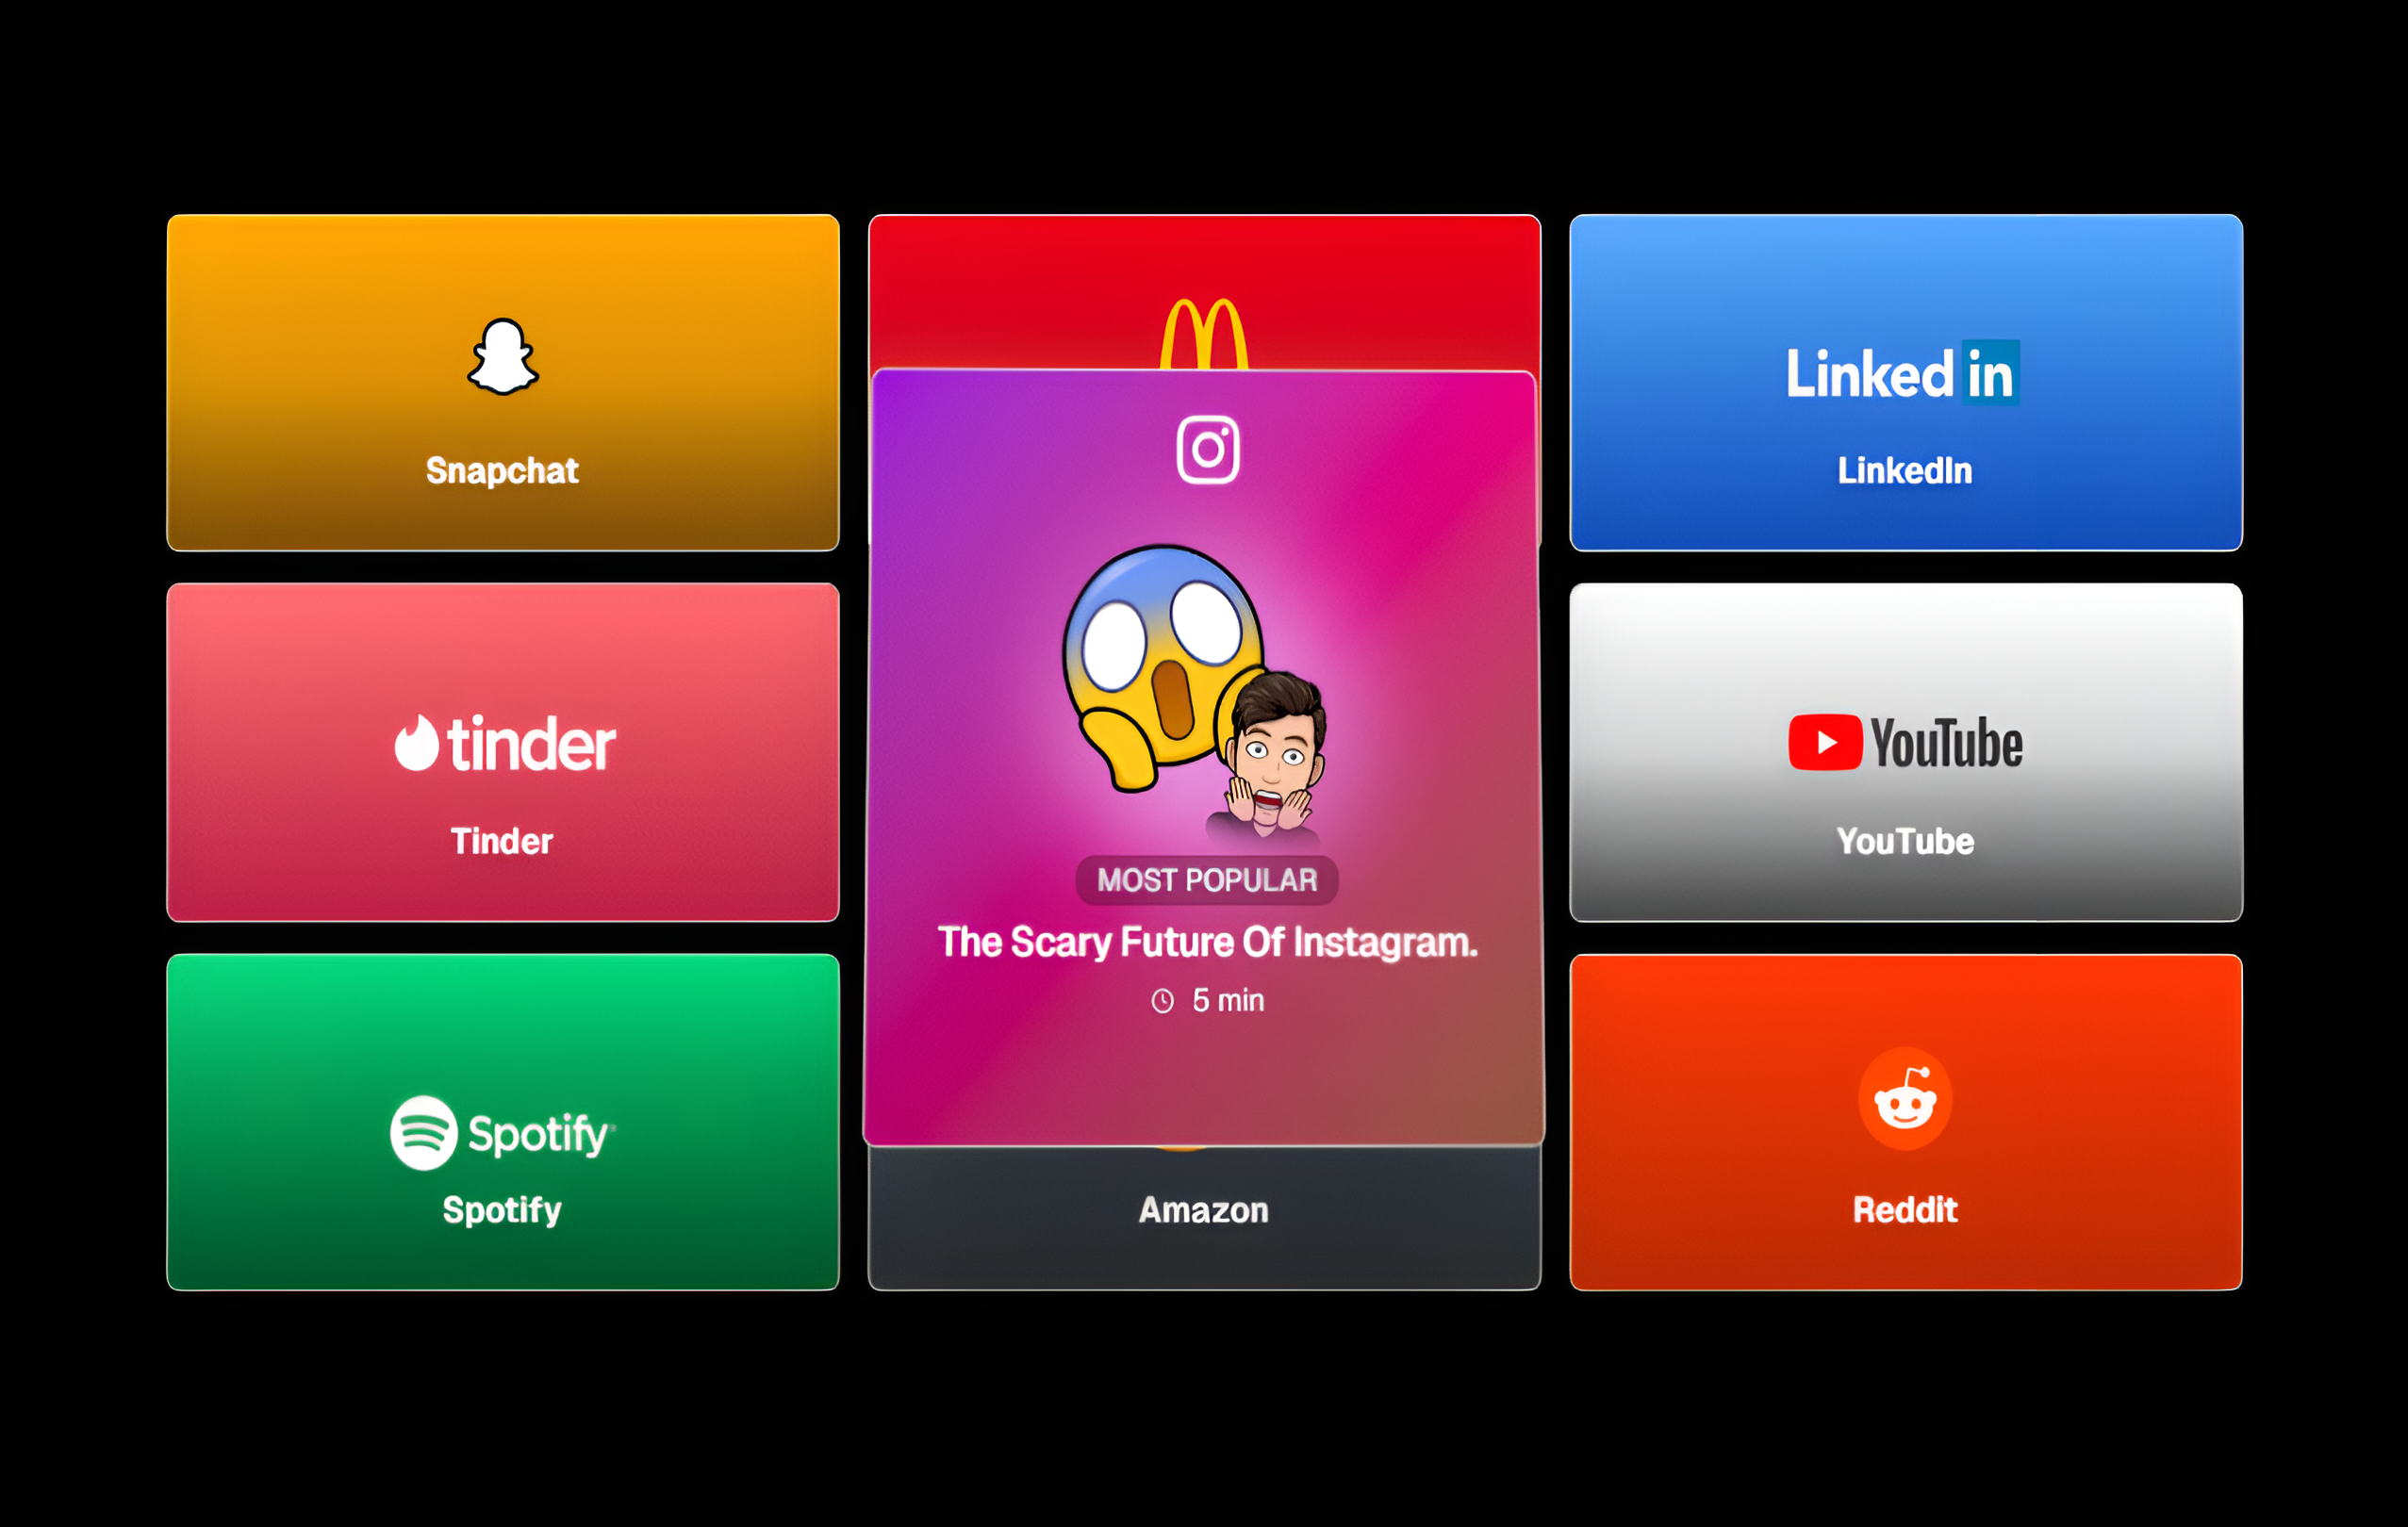 Snapchat
Linked in
LinkedIn
tinder
Tinder
MOST POPULAR
The Scary Future Of Instagram.
5 min
YouTube
YouTube
Spotify
Spotify
Amazon
Reddit